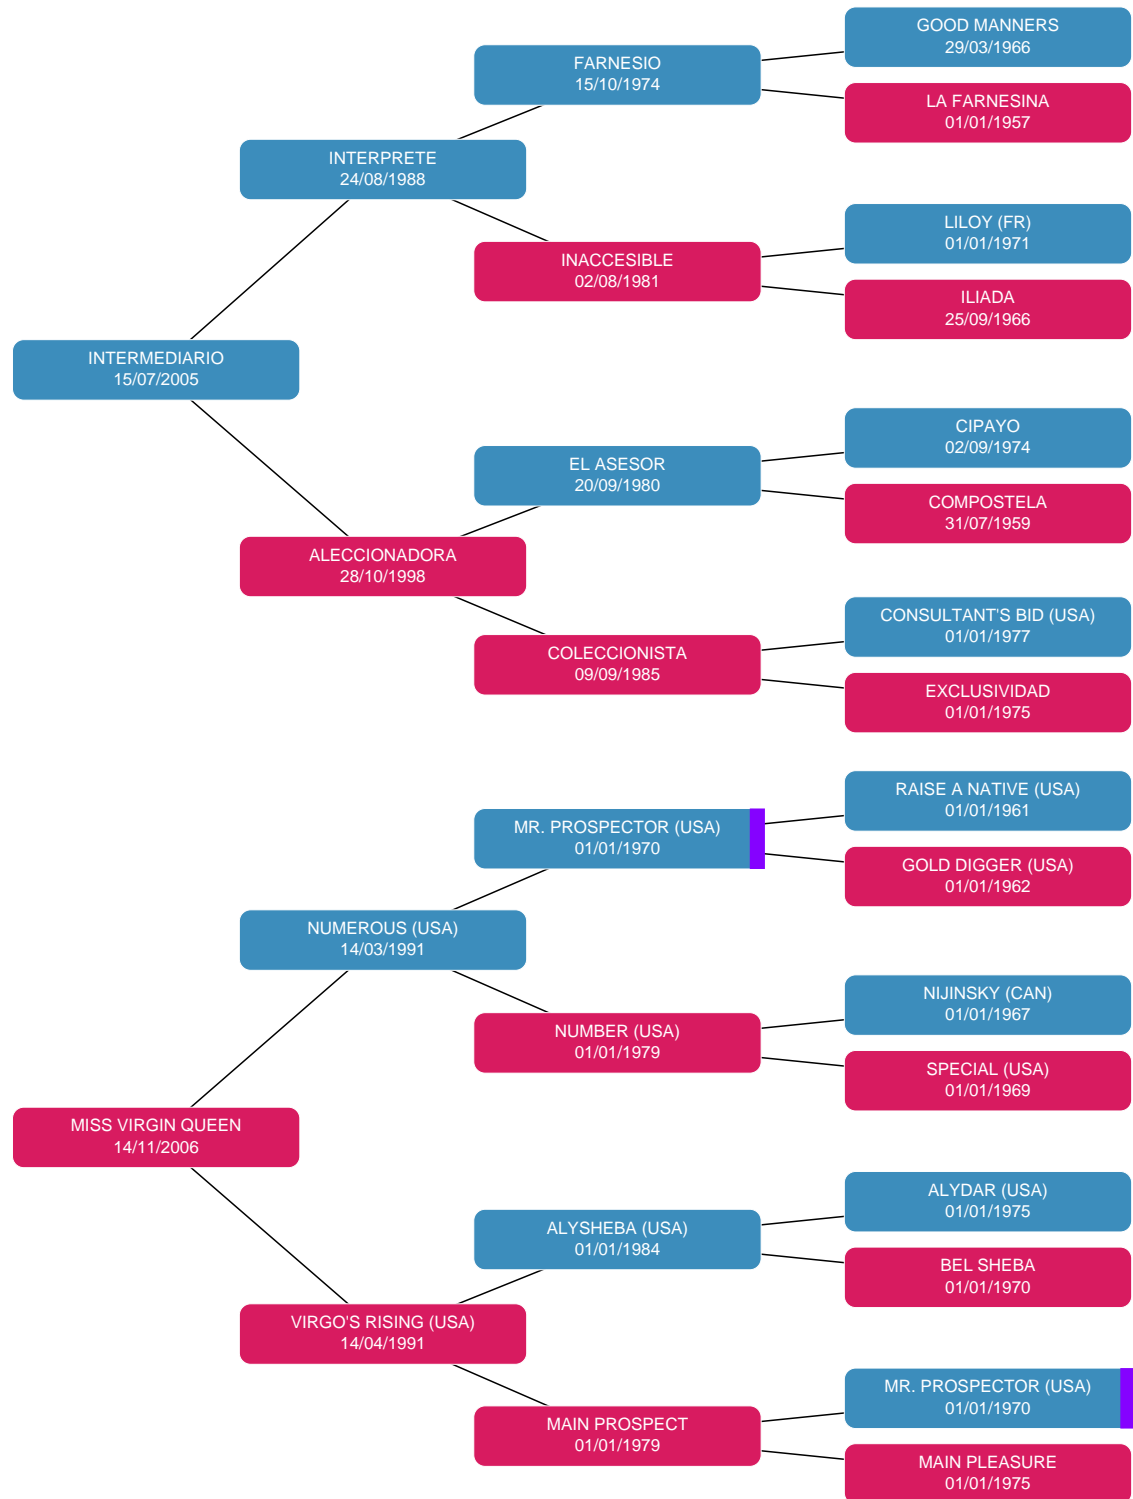 GOOD MANNERS
29/03/1966
FARNESIO
15/10/1974
LA FARNESINA
01/01/1957
INTERPRETE
24/08/1988
LILOY (FR)
01/01/1971
INACCESIBLE
02/08/1981
ILIADA
25/09/1966
INTERMEDIARIO
15/07/2005
CIPAYO
02/09/1974
EL ASESOR
20/09/1980
COMPOSTELA
31/07/1959
ALECCIONADORA
28/10/1998
CONSULTANT'S BID (USA)
01/01/1977
COLECCIONISTA
09/09/1985
EXCLUSIVIDAD
01/01/1975
RAISE A NATIVE (USA)
01/01/1961
MR. PROSPECTOR (USA)
01/01/1970
GOLD DIGGER (USA)
01/01/1962
NUMEROUS (USA)
14/03/1991
NIJINSKY (CAN)
01/01/1967
NUMBER (USA)
01/01/1979
SPECIAL (USA)
01/01/1969
MISS VIRGIN QUEEN
14/11/2006
ALYDAR (USA)
01/01/1975
ALYSHEBA (USA)
01/01/1984
BEL SHEBA
01/01/1970
VIRGO'S RISING (USA)
14/04/1991
MR. PROSPECTOR (USA)
01/01/1970
MAIN PROSPECT
01/01/1979
MAIN PLEASURE
01/01/1975